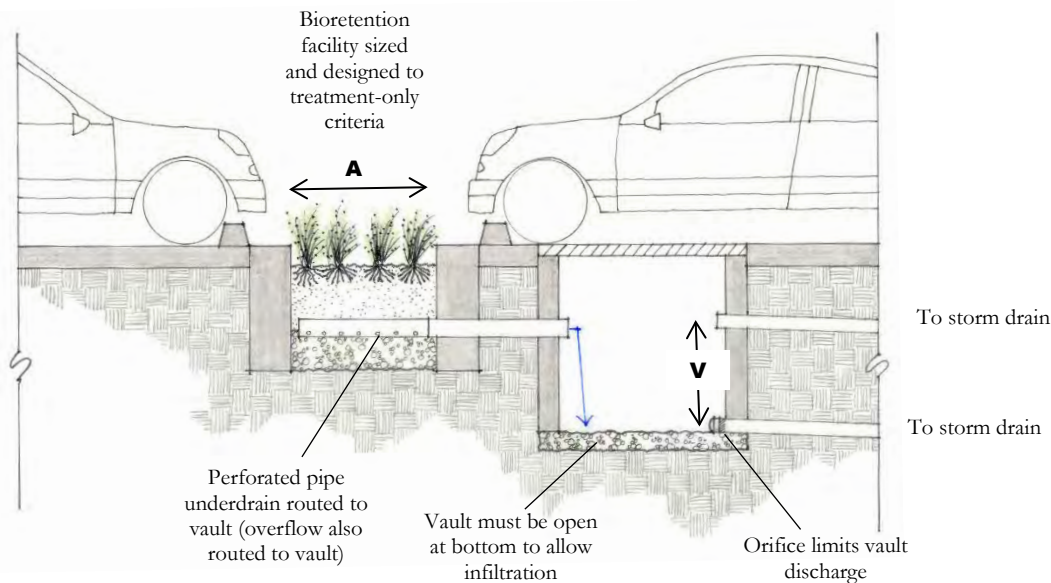 Bioretention
facility sized
and designed to
treatment-only
criteria
A
To storm drain
V
To storm drain
Perforated pipe
underdrain routed to
vault (overflow also
routed to vault)
Vault must be open
at bottom to allow
infiltration
Orifice limits vault
discharge